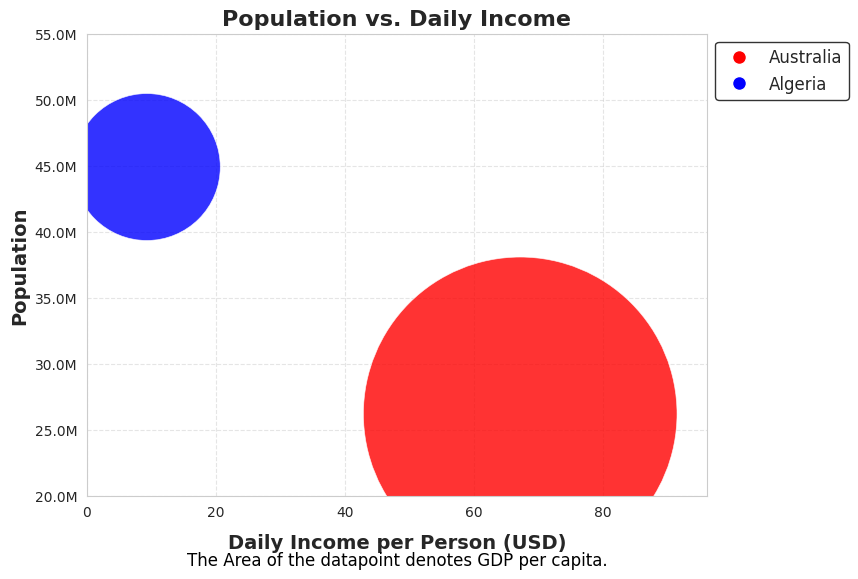 Population vs. Daily Income
55.0M
50.0M
45.0M
40.0M
35.0M
30.0M
25.0M
20.0M
Population
0 20 40 60 80
Daily Income per Person (USD)
The Area of the datapoint denotes GDP per capita.
Australia
Algeria